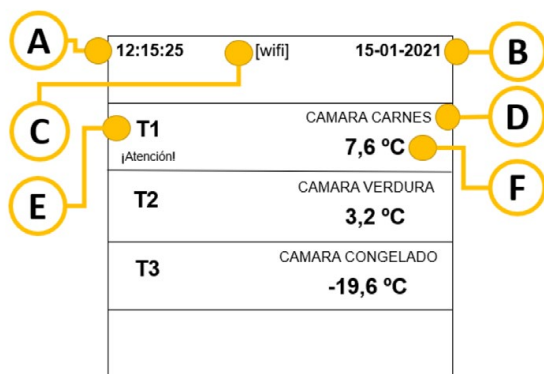 A
B
12:15:25 [wifi] 15-01-2021
C
D
CAMARA CARNES
T1
7,6 ºC
¡Atención!
E
F
CAMARA VERDURA
T2
3,2 ºC
CAMARA CONGELADO
T3
-19,6 ºC